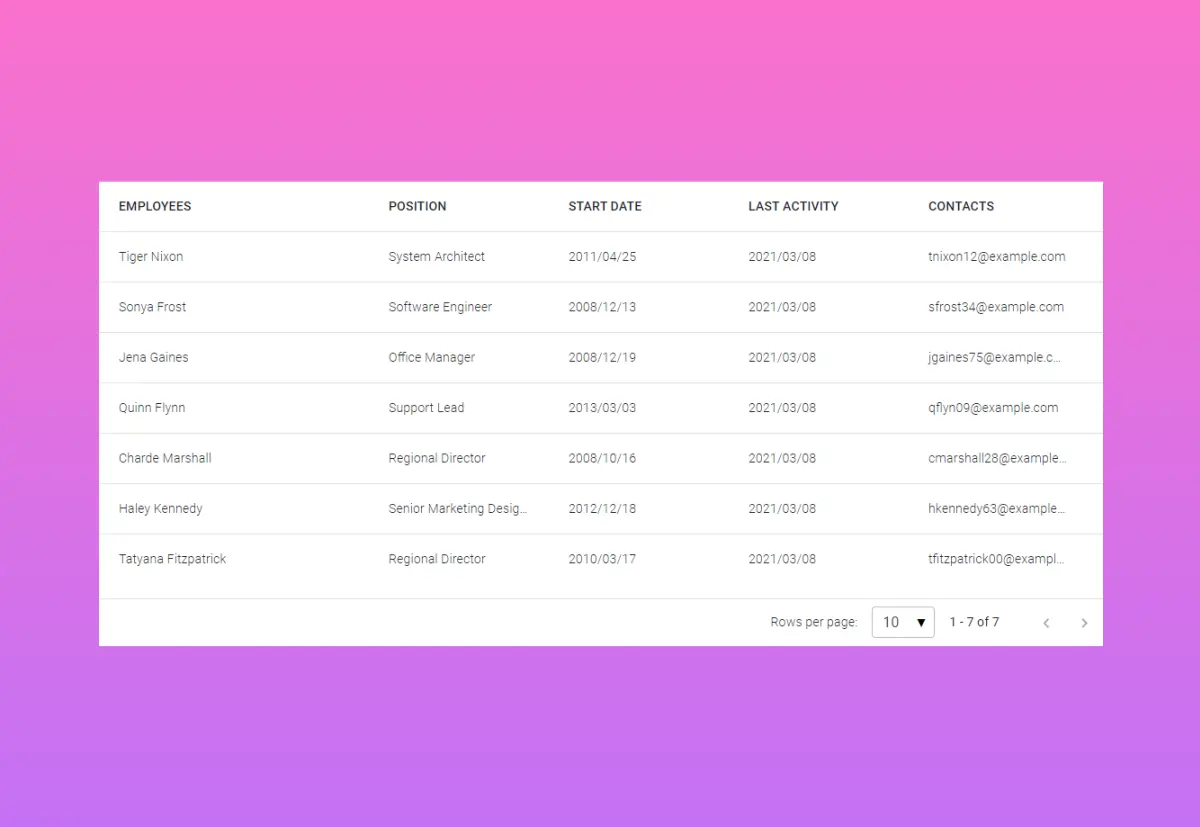 EMPLOYEES POSITION START DATE LAST ACTIVITY CONTACTS
Tiger Nixon System Architect 2011/04/25 2021/03/08 tnixon12@example.com
Sonya Frost Software Engineer 2008/12/13 2021/03/08 sfrost34@example.com
Jena Gaines Office Manager 2008/12/19 2021/03/08 jgaines75@example.c...
Quinn Flynn Support Lead 2013/03/03 2021/03/08 qflyn09@example.com
Charde Marshall Regional Director 2008/10/16 2021/03/08 cmarshall28@example...
Haley Kennedy Senior Marketing Desig... 2012/12/18 2021/03/08 hkennedy63@example...
Tatyana Fitzpatrick Regional Director 2010/03/17 2021/03/08 tfitzpatrick00@exampl...
Rows per page: 10 ▼ 1 - 7 of 7 ‹ ›